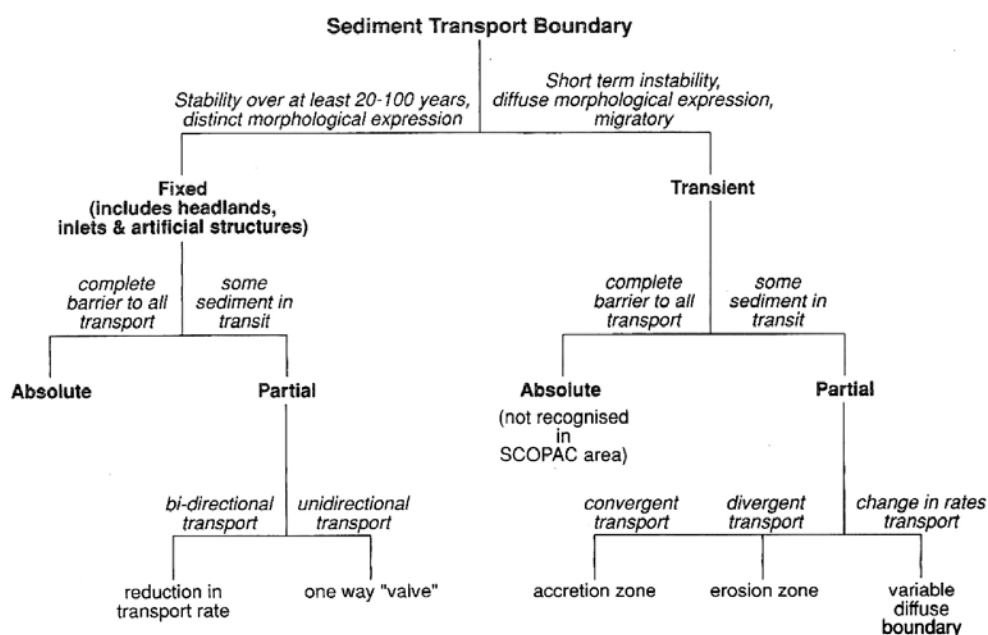 Sediment Transport Boundary
Stability over at least 20-100 years,
distinct morphological expression
Short term instability,
diffuse morphological expression,
migratory
Fixed
(includes headlands,
inlets & artificial structures)
Transient
complete
barrier to all
transport
some
sediment in
transit
complete
barrier to all
transport
some
sediment in
transit
Absolute
Partial
Absolute
(not recognised
in
SCOPAC area)
Partial
bi-directional
transport
unidirectional
transport
convergent
transport
divergent
transport
change in rates
transport
reduction in
transport rate
one way "valve"
accretion zone
erosion zone
variable
diffuse
boundary